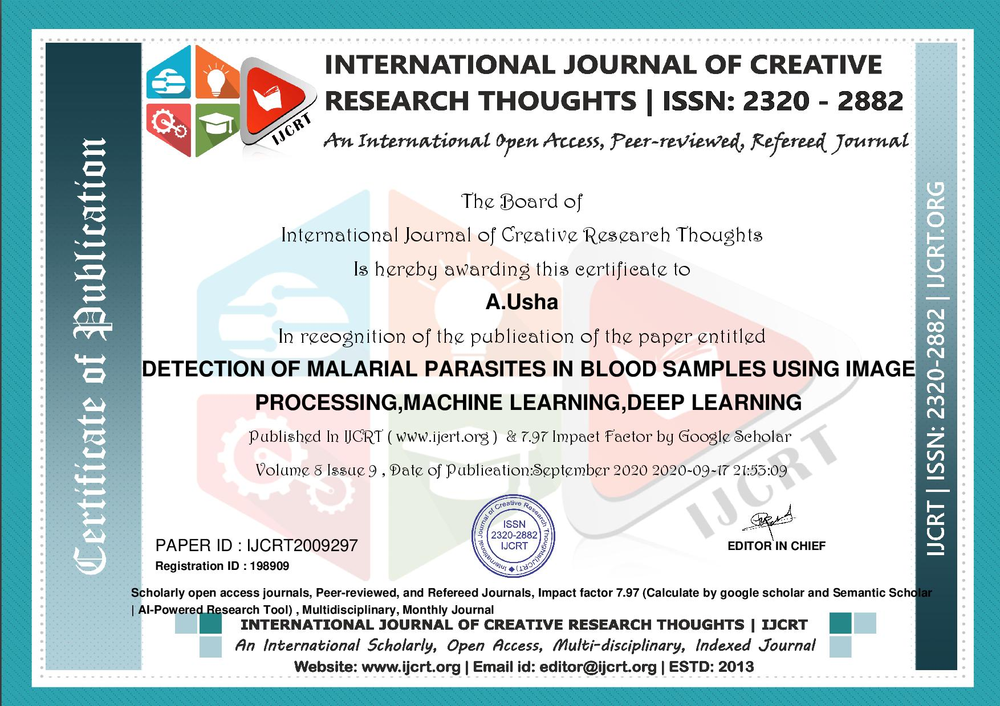 Certificate of Publication
IJCRT
INTERNATIONAL JOURNAL OF CREATIVE
RESEARCH THOUGHTS | ISSN: 2320 - 2882
An International Open Access, Peer-reviewed, Refereed Journal
The Board of
International Journal of Creative Research Thoughts
Is hereby awarding this certificate to
A.Usha
In recognition of the publication of the paper entitled
DETECTION OF MALARIAL PARASITES IN BLOOD SAMPLES USING IMAGE
PROCESSING,MACHINE LEARNING,DEEP LEARNING
Published In IJCRT ( www.ijcrt.org ) & 7.97 Impact Factor by Google Scholar
Volume 8 Issue 9 , Date of Publication:September 2020 2020-09-17 21:53:09
IJCRT
PAPER ID : IJCRT2009297
Registration ID : 198909
International Journal of Creative Research Thoughts(IJCRT)
ISSN
2320-2882
IJCRT
EDITOR IN CHIEF
Scholarly open access journals, Peer-reviewed, and Refereed Journals, Impact factor 7.97 (Calculate by google scholar and Semantic Scholar
| AI-Powered Research Tool) , Multidisciplinary, Monthly Journal
INTERNATIONAL JOURNAL OF CREATIVE RESEARCH THOUGHTS | IJCRT
An International Scholarly, Open Access, Multi-disciplinary, Indexed Journal
Website: www.ijcrt.org | Email id: editor@ijcrt.org | ESTD: 2013
IJCRT | ISSN: 2320-2882 | IJCRT.ORG